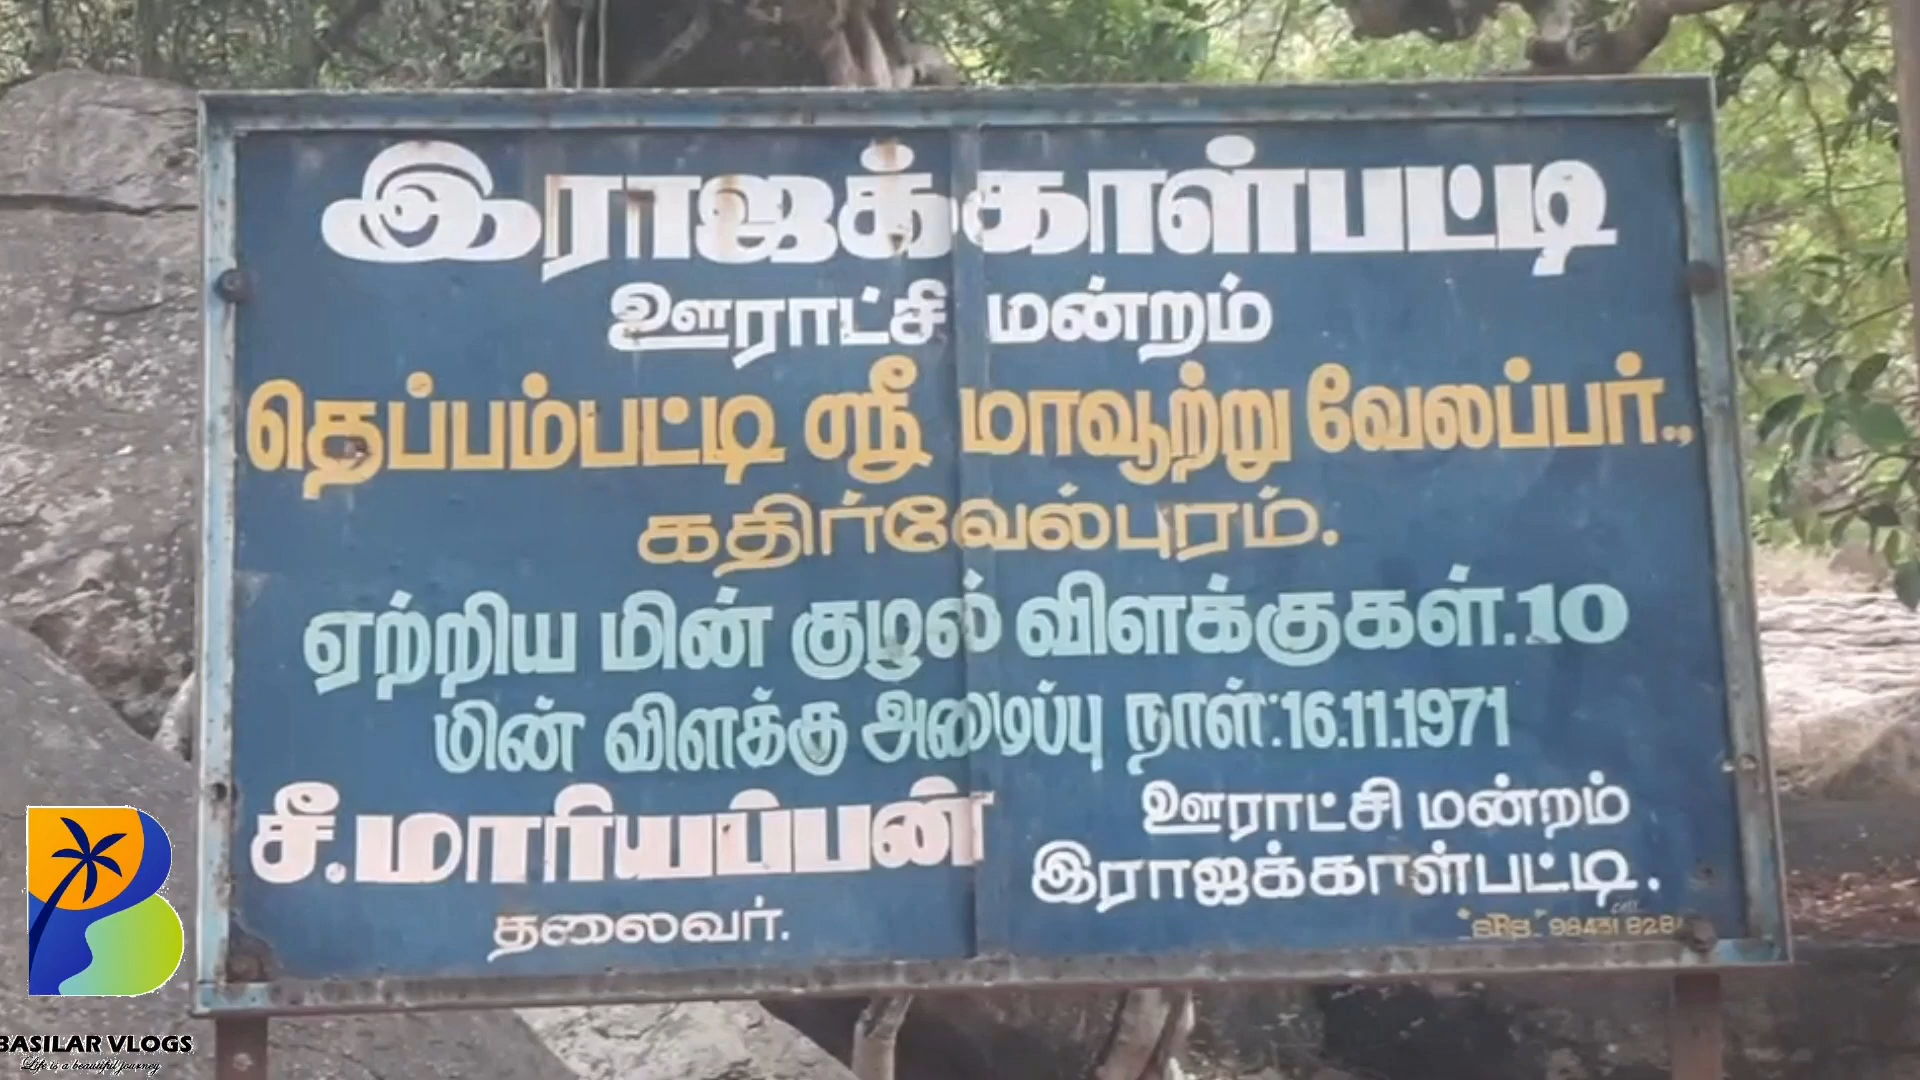 இராஜக்காள்பட்டி
ஊராட்சி மன்றம்
தெப்பம்பட்டி ஸ்ரீ மாவூற்று வேலப்பர்.,
கதிர்வேல்புரம்.
ஏற்றிய மின் குழல் விளக்குகள்.10
மின் விளக்கு அமைப்பு நாள்:16.11.1971
சீ.மாரியப்பன்
தலைவர்.
ஊராட்சி மன்றம்
இராஜக்காள்பட்டி.
BASILAR VLOGS
Life is a beautiful journey